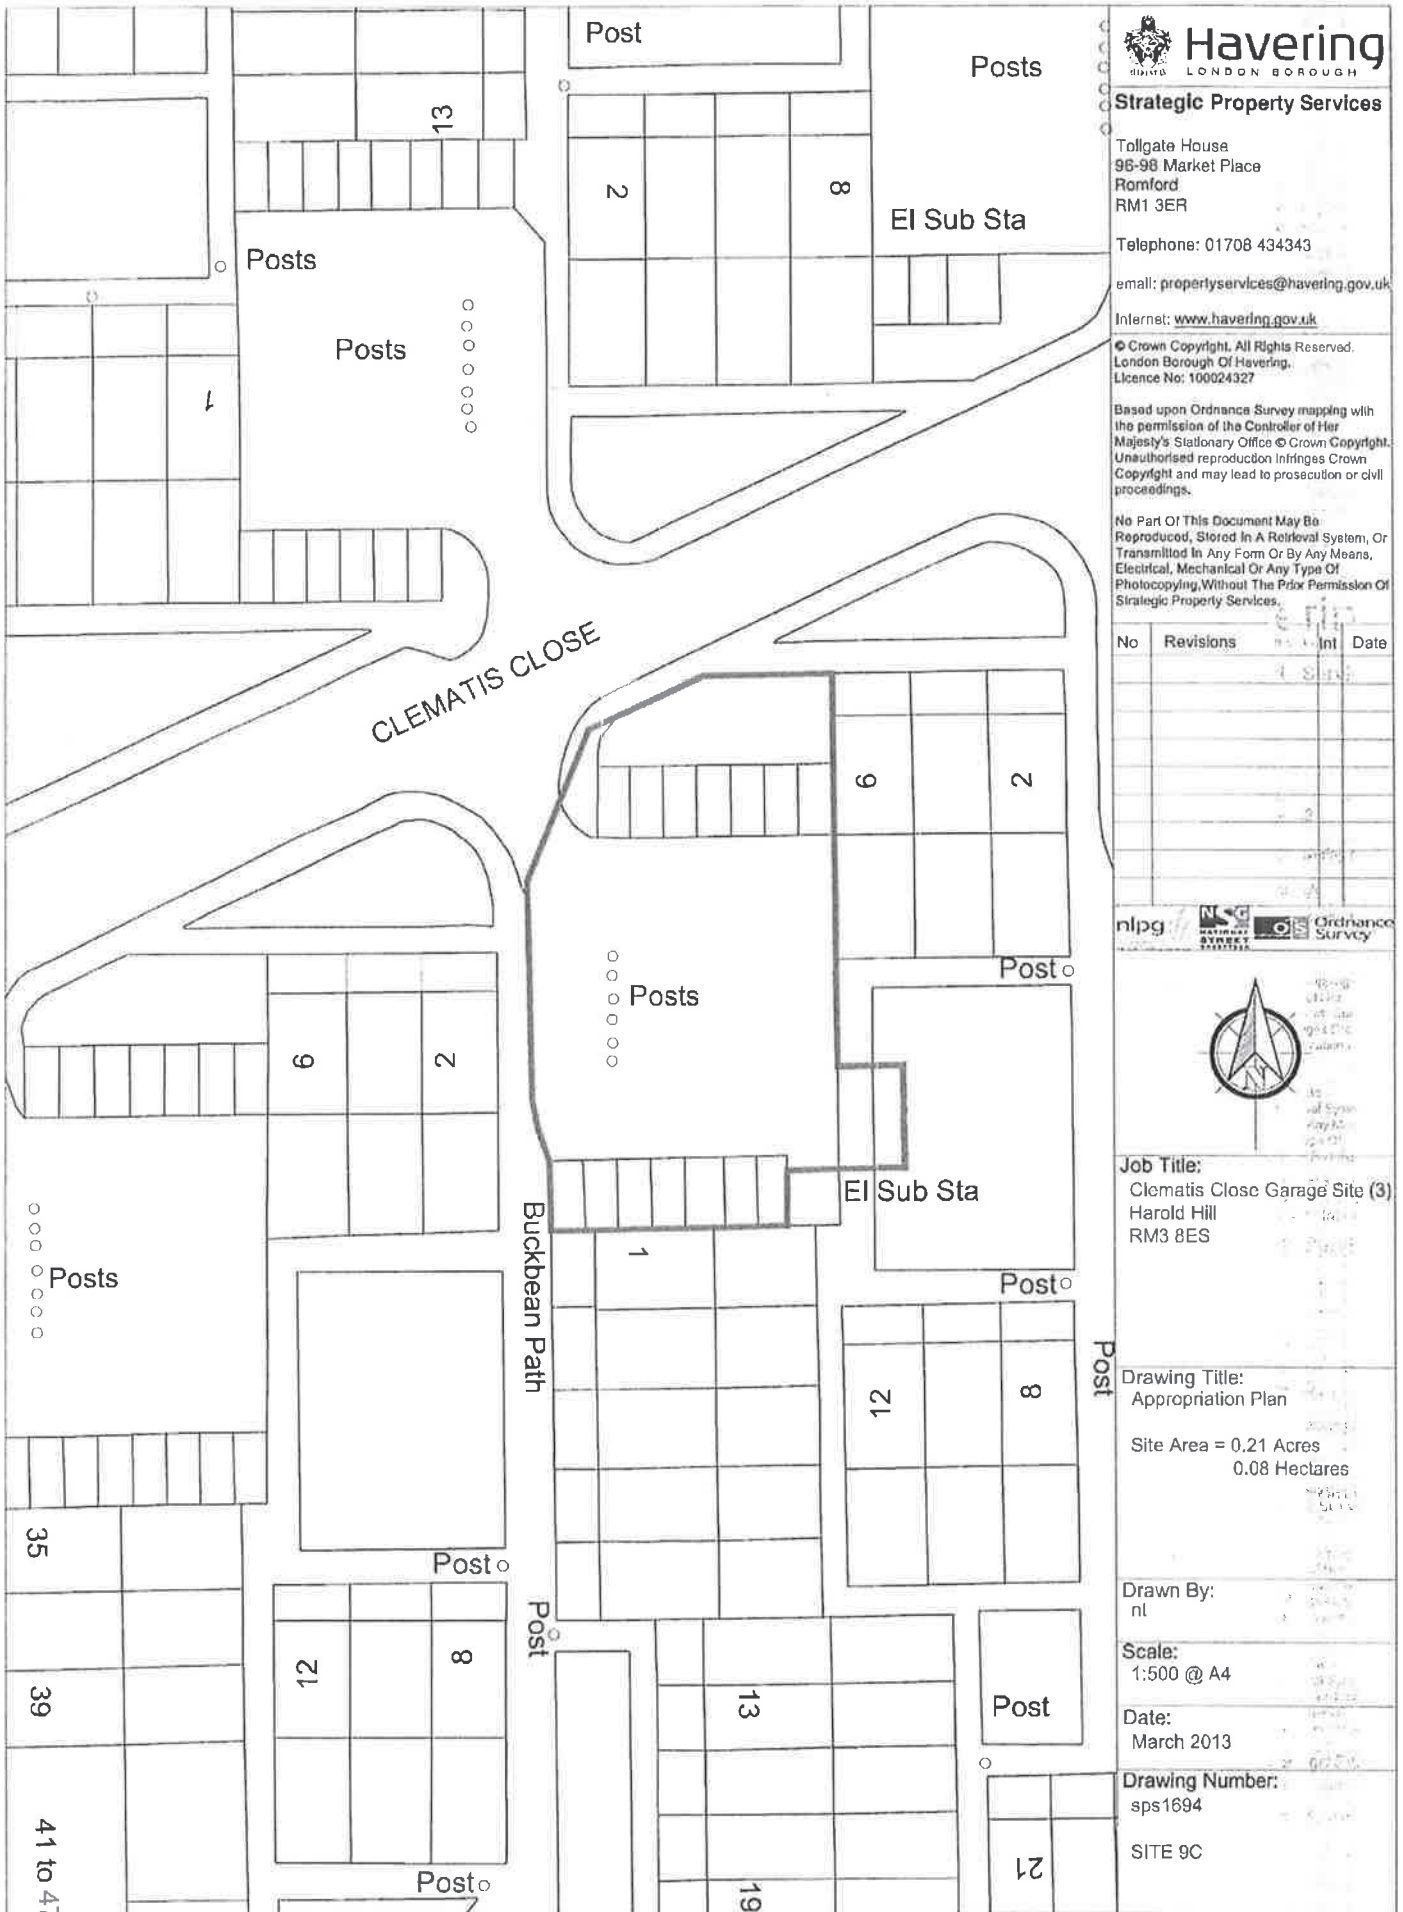 Post
Posts
13
2
8
El Sub Sta
Posts
Posts
1
CLEMATIS CLOSE
6
2
Post
Posts
6
2
El Sub Sta
Buckbean Path
1
Posts
Post
12
8
Post
35
Post
Post
12
8
39
13
Post
41 to 47
Post
19
21
Havering
LONDON BOROUGH
Strategic Property Services
Tollgate House
96-98 Market Place
Romford
RM1 3ER
Telephone: 01708 434343
email: propertyservices@havering.gov.uk
Internet: www.havering.gov.uk
© Crown Copyright. All Rights Reserved.
London Borough Of Havering.
Licence No: 100024327
Based upon Ordnance Survey mapping with
the permission of the Controller of Her
Majesty's Stationary Office © Crown Copyright.
Unauthorised reproduction infringes Crown
Copyright and may lead to prosecution or civil
proceedings.
No Part Of This Document May Be
Reproduced, Stored In A Retrieval System, Or
Transmitted In Any Form Or By Any Means,
Electrical, Mechanical Or Any Type Of
Photocopying,Without The Prior Permission Of
Strategic Property Services.
No Revisions Int Date
nlpg
NSG
NATIONAL
STREET
GAZETTEER
OS Ordnance
Survey
N
Job Title:
Clematis Close Garage Site (3)
Harold Hill
RM3 8ES
Drawing Title:
Appropriation Plan
Site Area = 0.21 Acres
0.08 Hectares
Drawn By:
nl
Scale:
1:500 @ A4
Date:
March 2013
Drawing Number:
sps1694
SITE 9C